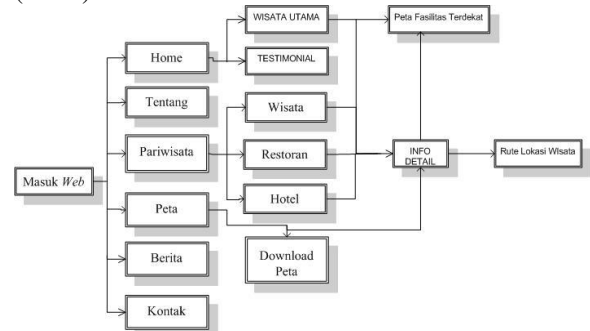 WISATA UTAMA
Peta Fasilitas Terdekat
Home
TESTIMONIAL
Tentang
Wisata
Pariwisata
Restoran
INFO
DETAIL
Rute Lokasi Wisata
Masuk Web
Hotel
Peta
Download
Peta
Berita
Kontak